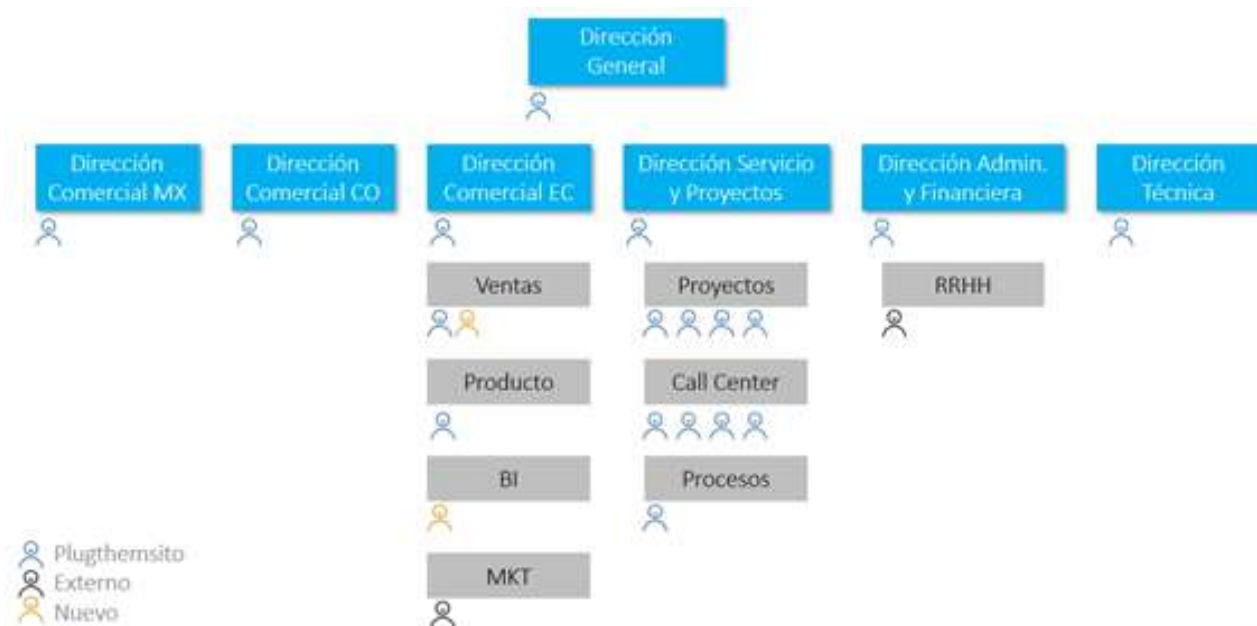 Dirección
General
Dirección
Comercial MX
Dirección
Comercial CO
Dirección
Comercial EC
Dirección Servicio
y Proyectos
Dirección Admin.
y Financiera
Dirección
Técnica
Ventas
Proyectos
RRHH
Producto
Call Center
BI
Procesos
MKT
Plugthemsito
Externo
Nuevo